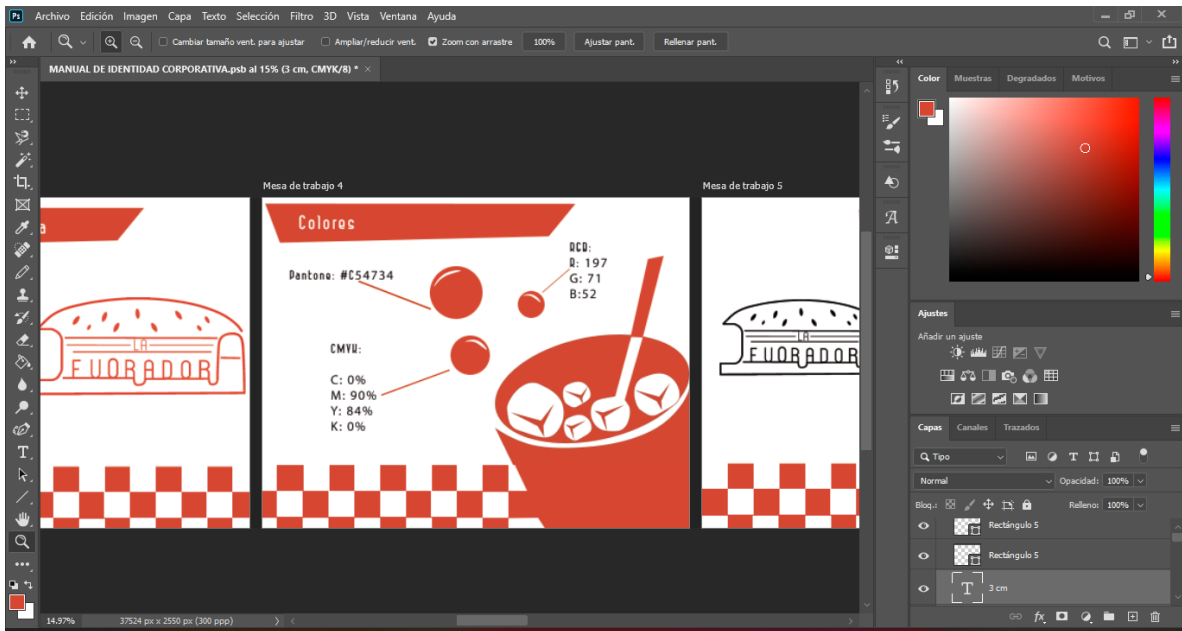 Ps Archivo Edición Imagen Capa Texto Selección Filtro 3D Vista Ventana Ayuda
Cambiar tamaño vent. para ajustar Ampliar/reducir vent. Zoom con arrastre 100% Ajustar pant. Rellenar pant.
MANUAL DE IDENTIDAD CORPORATIVA.psb al 15% (3 cm, CMYK/8) *
Color Muestras Degradados Motivos
Mesa de trabajo 4
Mesa de trabajo 5
a
Colores
Pantone: #C54734
RGB:
R: 197
G: 71
B:52
CMYK:
C: 0%
M: 90%
Y: 84%
K: 0%
LA
FUORADOR
LA
FUORADOR
Ajustes
Añadir un ajuste
Capas Canales Trazados
Tipo
Normal Opacidad: 100%
Bloq.: Relleno: 100%
Rectángulo 5
Rectángulo 5
T 3 cm
fx
14.97% 37524 px x 2550 px (300 ppp)